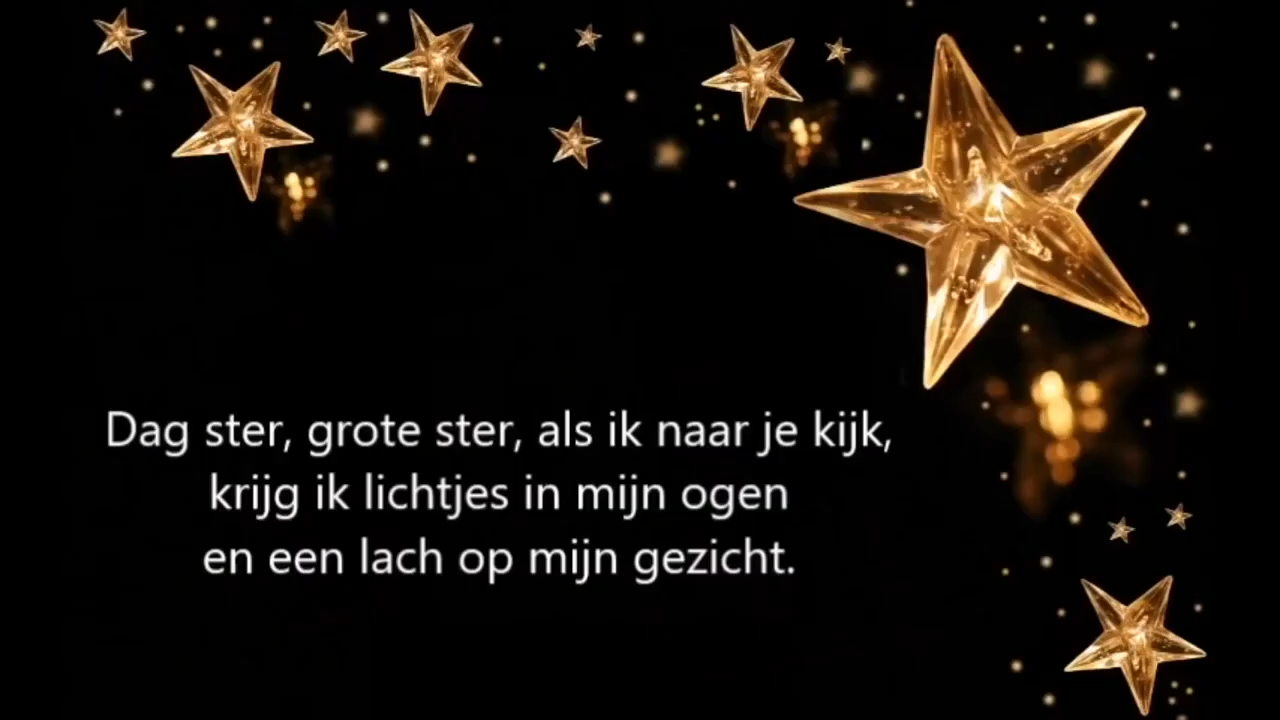 Dag ster, grote ster, als ik naar je kijk,
krijg ik lichtjes in mijn ogen
en een lach op mijn gezicht.